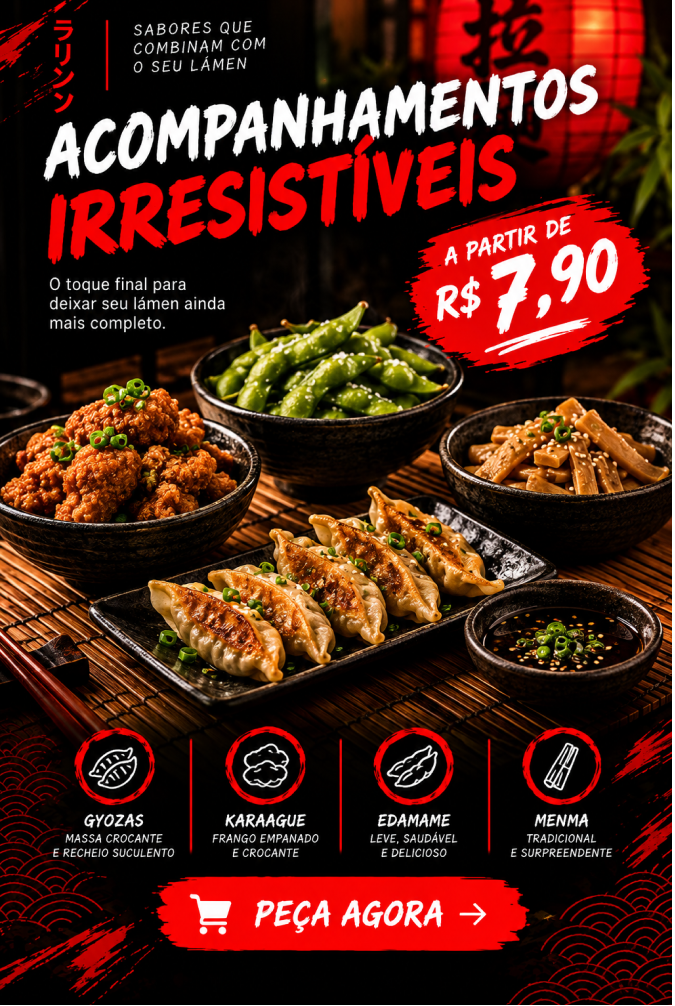 ラリンン
SABORES QUE
COMBINAM COM
O SEU LÁMEN
ACOMPANHAMENTOS
IRRESISTÍVEIS
A PARTIR DE
R$ 7,90
O toque final para
deixar seu lámen ainda
mais completo.
GYOZAS
MASSA CROCANTE
E RECHEIO SUCULENTO
KARAAGUE
FRANGO EMPANADO
E CROCANTE
EDAMAME
LEVE, SAUDÁVEL
E DELICIOSO
MENMA
TRADICIONAL
E SURPREENDENTE
PEÇA AGORA →